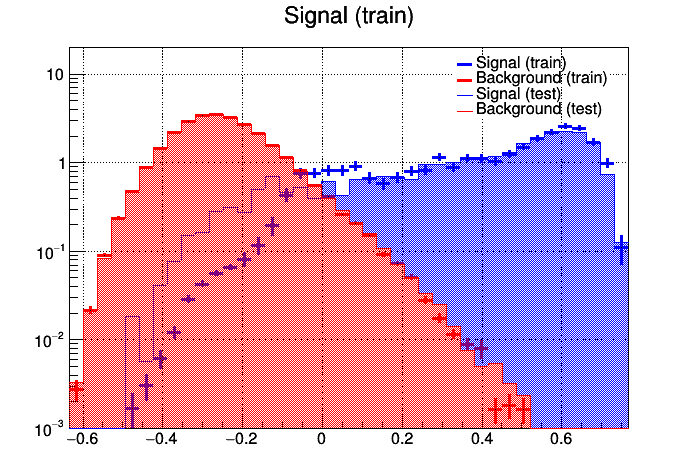 Signal (train)
Signal (train)
Background (train)
Signal (test)
Background (test)
10
1
10⁻¹
10⁻²
10⁻³
−0.6 −0.4 −0.2 0 0.2 0.4 0.6